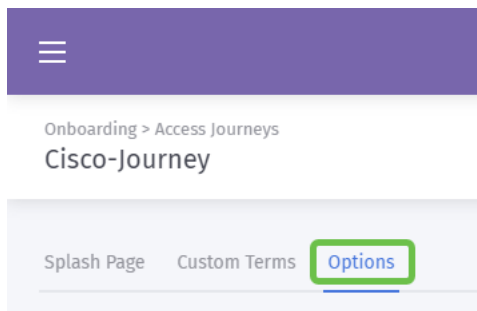 Onboarding > Access Journeys
Cisco-Journey
Splash Page Custom Terms Options